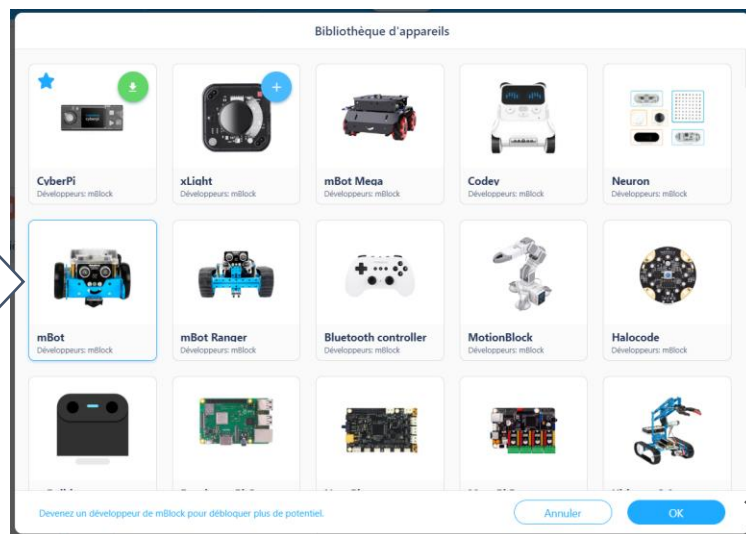 Bibliothèque d'appareils
CyberPi
Développeurs: mBlock
xLight
Développeurs: mBlock
mBot Mega
Développeurs: mBlock
Codey
Développeurs: mBlock
Neuron
Développeurs: mBlock
mBot
Développeurs: mBlock
mBot Ranger
Développeurs: mBlock
Bluetooth controller
Développeurs: mBlock
MotionBlock
Développeurs: mBlock
Halocode
Développeurs: mBlock
Devenez un développeur de mBlock pour débloquer plus de potentiel.
Annuler
OK